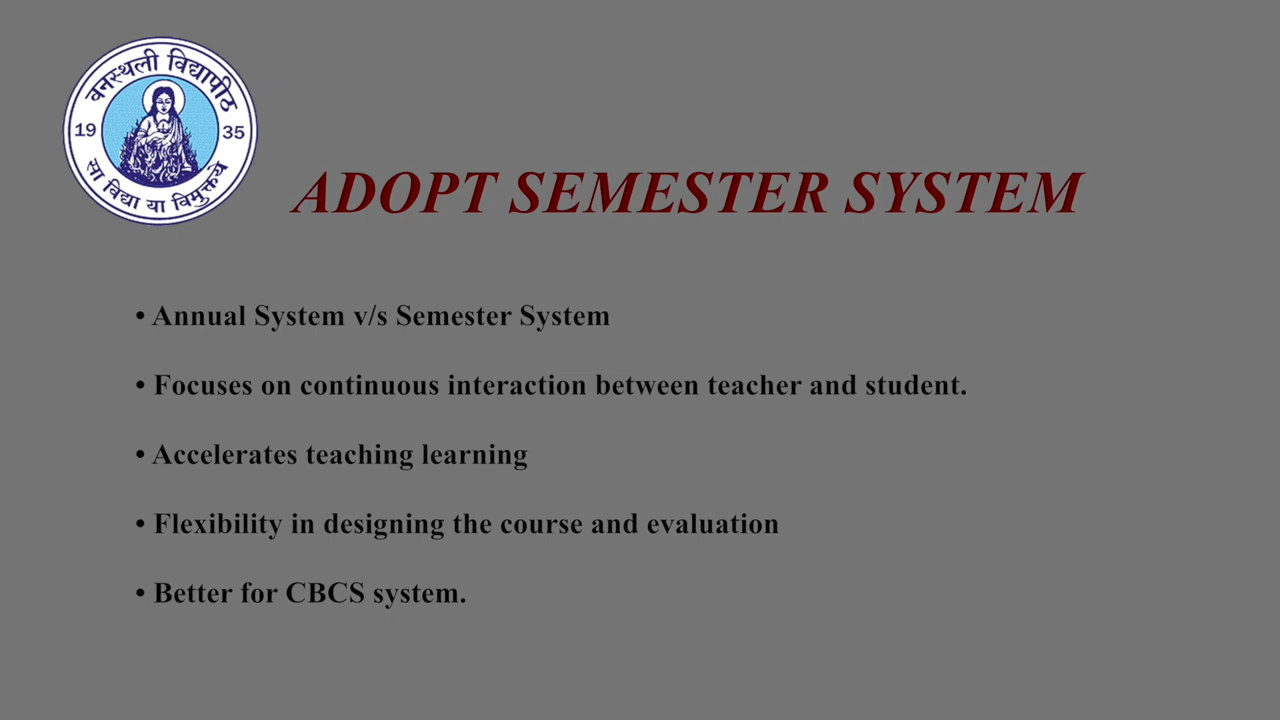 वनस्थली विद्यापीठ
19 35
सा विद्या या विमुक्तये
ADOPT SEMESTER SYSTEM
• Annual System v/s Semester System
• Focuses on continuous interaction between teacher and student.
• Accelerates teaching learning
• Flexibility in designing the course and evaluation
• Better for CBCS system.